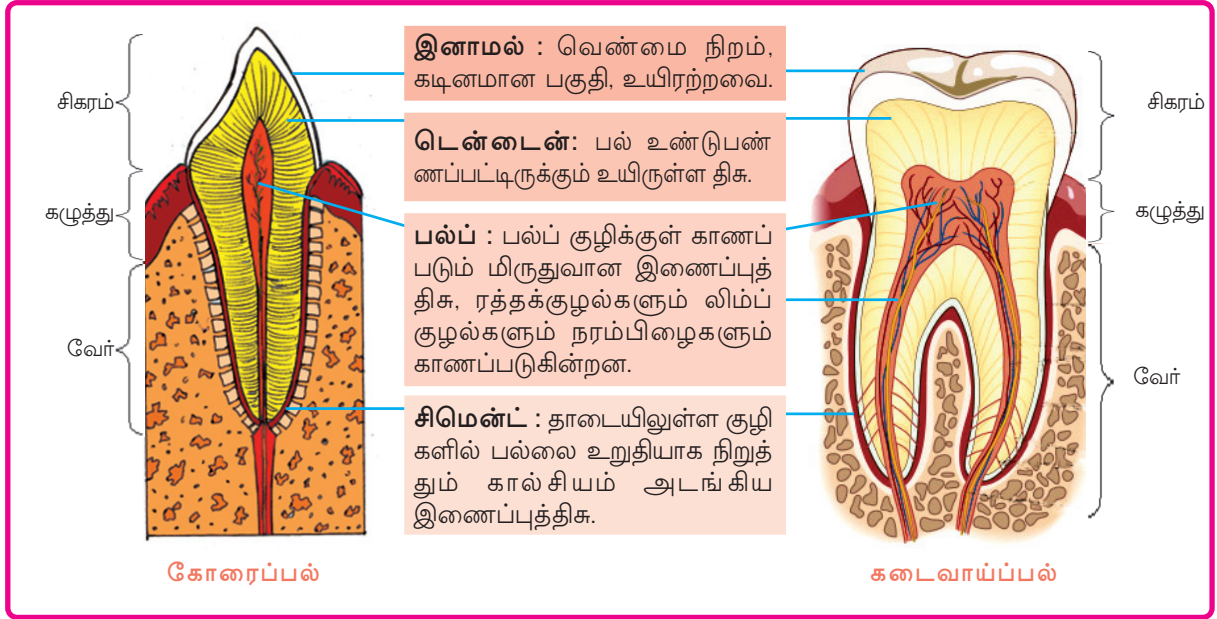 இனாமல் : வெண்மை நிறம்,
கடினமான பகுதி, உயிரற்றவை.
டென்டைன்: பல் உண்டுபண்
ணப்பட்டிருக்கும் உயிருள்ள திசு.
பல்ப் : பல்ப் குழிக்குள் காணப்
படும் மிருதுவான இணைப்புத்
திசு, ரத்தக்குழல்களும் லிம்ப்
குழல்களும் நரம்பிழைகளும்
காணப்படுகின்றன.
சிமென்ட் : தாடையிலுள்ள குழி
களில் பல்லை உறுதியாக நிறுத்
தும் கால்சியம் அடங்கிய
இணைப்புத்திசு.
சிகரம்
கழுத்து
வேர்
கோரைப்பல்
சிகரம்
கழுத்து
வேர்
கடைவாய்ப்பல்